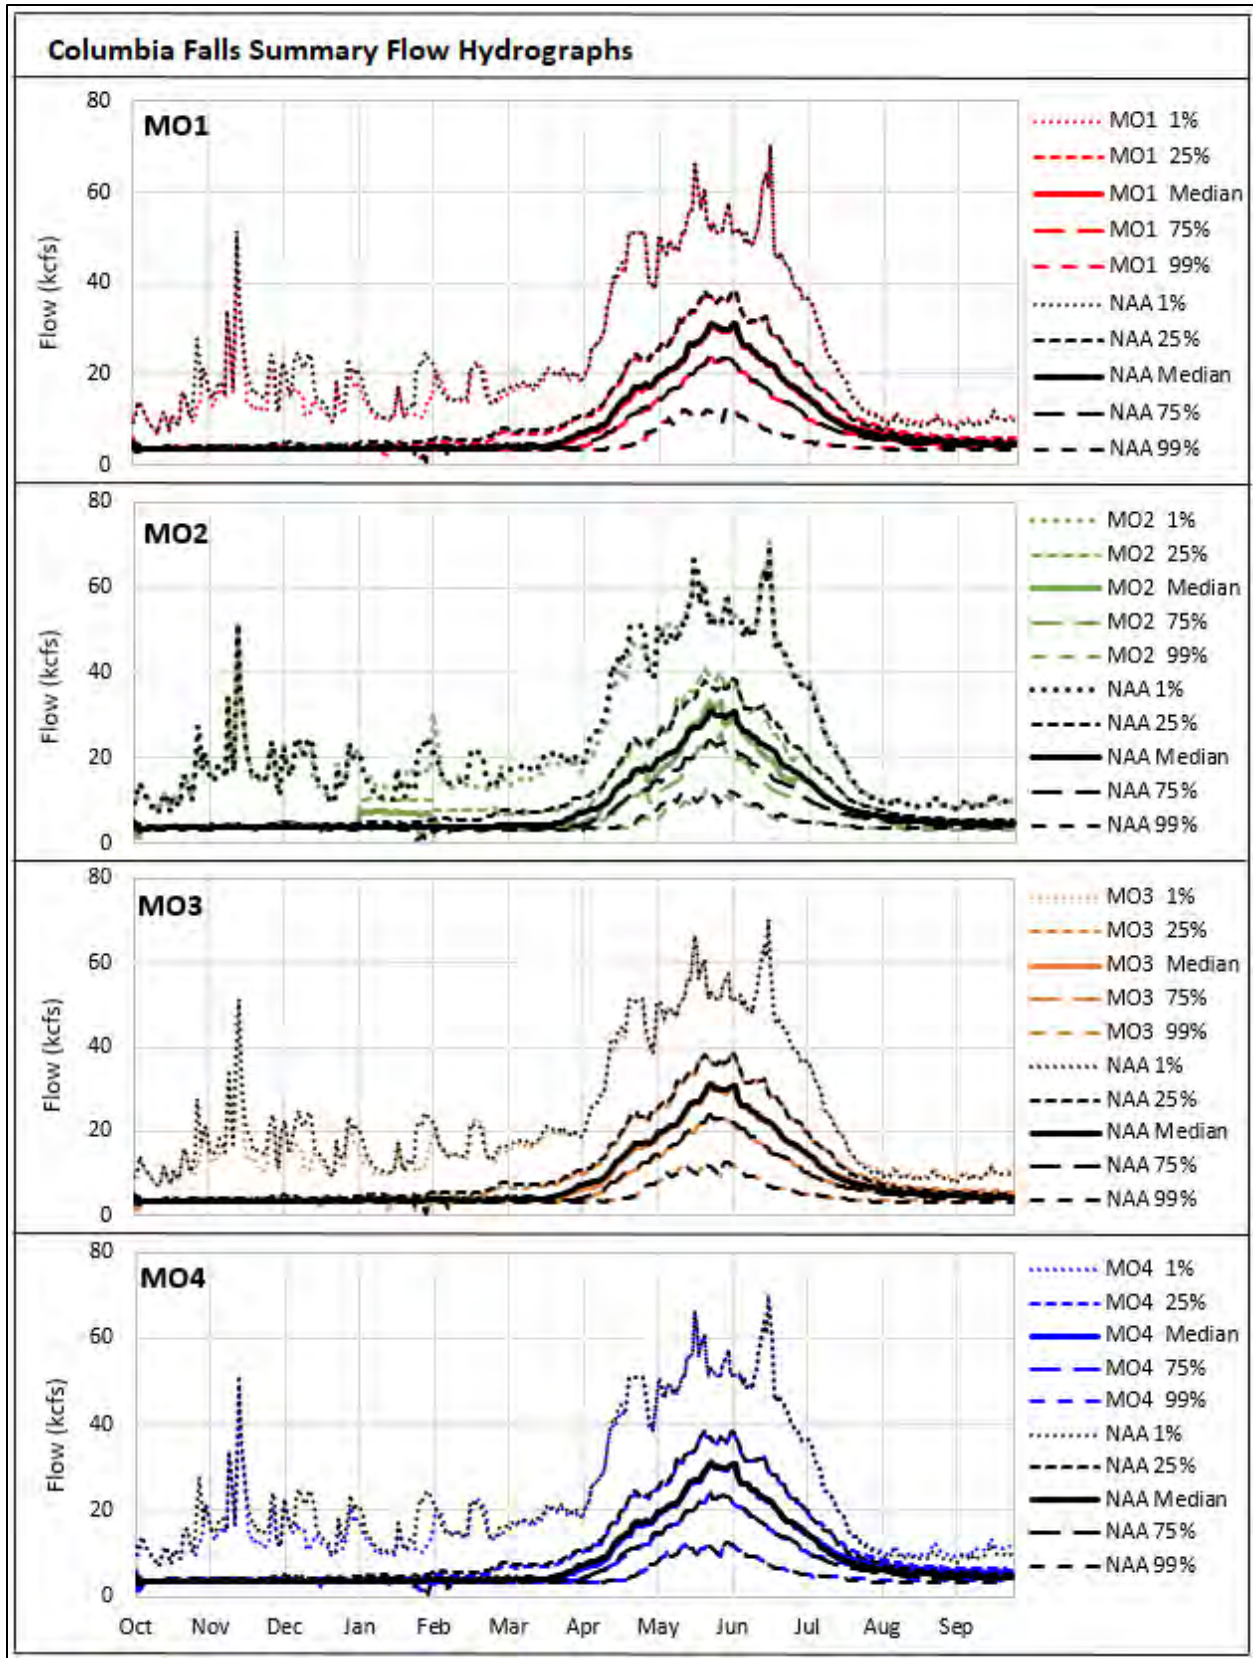 Columbia Falls Summary Flow Hydrographs
MO1
Flow (kcfs)
80
60
40
20
0
MO1 1%
MO1 25%
MO1 Median
MO1 75%
MO1 99%
NAA 1%
NAA 25%
NAA Median
NAA 75%
NAA 99%
MO2
Flow (kcfs)
80
60
40
20
0
MO2 1%
MO2 25%
MO2 Median
MO2 75%
MO2 99%
NAA 1%
NAA 25%
NAA Median
NAA 75%
NAA 99%
MO3
Flow (kcfs)
80
60
40
20
0
MO3 1%
MO3 25%
MO3 Median
MO3 75%
MO3 99%
NAA 1%
NAA 25%
NAA Median
NAA 75%
NAA 99%
MO4
Flow (kcfs)
80
60
40
20
0
MO4 1%
MO4 25%
MO4 Median
MO4 75%
MO4 99%
NAA 1%
NAA 25%
NAA Median
NAA 75%
NAA 99%
Oct Nov Dec Jan Feb Mar Apr May Jun Jul Aug Sep